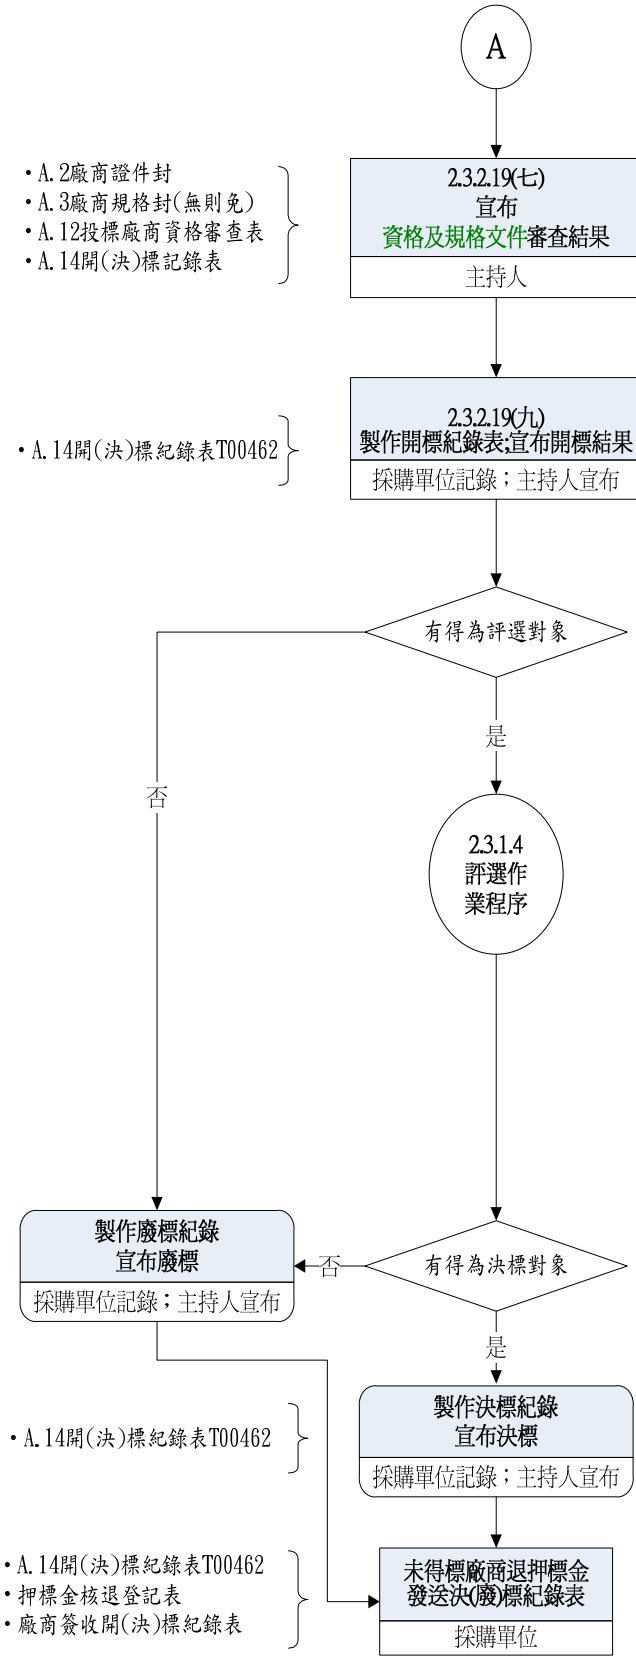 A
・A.2廠商證件封
・A.3廠商規格封(無則免)
・A.12投標廠商資格審查表
・A.14開(決)標記錄表
2.3.2.19(七)
宣布
資格及規格文件審查結果
主持人
・A.14開(決)標紀錄表T00462
2.3.2.19(九)
製作開標紀錄表;宣布開標結果
採購單位記錄；主持人宣布
有得為評選對象
是
否
2.3.1.4
評選作
業程序
製作廢標紀錄
宣布廢標
採購單位記錄；主持人宣布
否
有得為決標對象
是
・A.14開(決)標紀錄表T00462
製作決標紀錄
宣布決標
採購單位記錄；主持人宣布
・A.14開(決)標紀錄表T00462
・押標金核退登記表
・廠商簽收開(決)標紀錄表
未得標廠商退押標金
發送決(廢)標紀錄表
採購單位